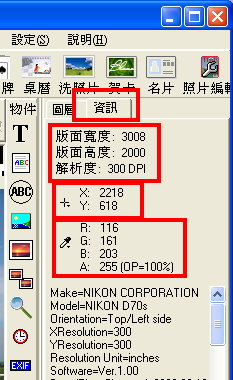 設定(S) 說明(H)
牌 桌曆 洗照片 賀卡 名片 照片編輯
物件 圖層 資訊
T
ABC
ABC
EXIF
版面寬度: 3008
版面高度: 2000
解析度: 300 DPI
X: 2218
Y: 618
R: 116
G: 161
B: 203
A: 255 (OP=100%)
Make=NIKON CORPORATION
Model=NIKON D70s
Orientation=Top/Left side
XResolution=300
YResolution=300
Resolution Unit=inches
Software=Ver.1.00